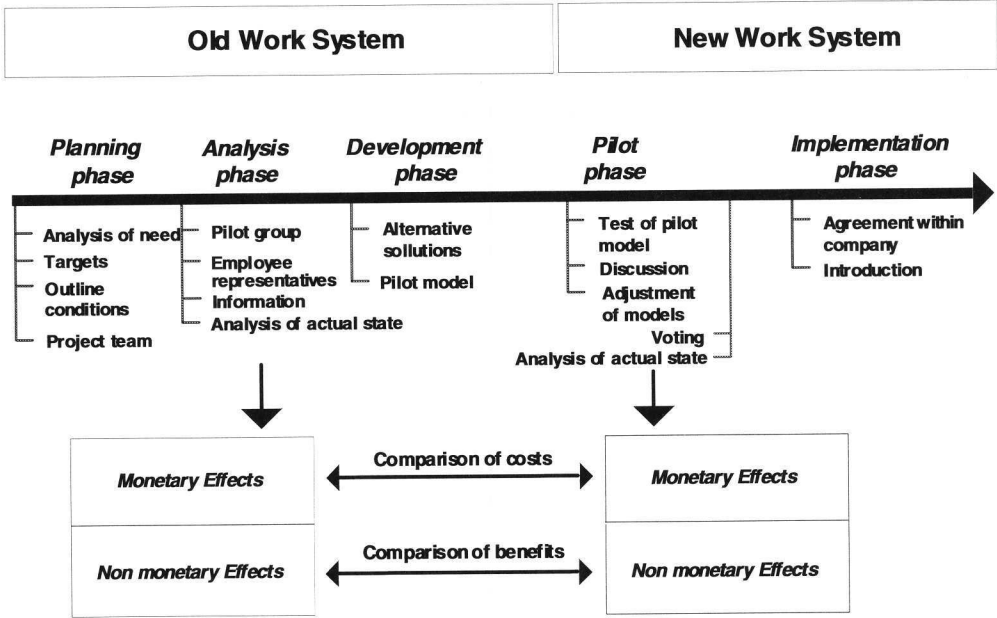 Old Work System
New Work System
Planning
phase
Analysis
phase
Development
phase
Pilot
phase
Implementation
phase
Analysis of need
Targets
Outline
conditions
Project team
Pilot group
Employee
representatives
Information
Analysis of actual state
Alternative
sollutions
Pilot model
Test of pilot
model
Discussion
Adjustment
of models
Voting
Analysis of actual state
Agreement within
company
Introduction
Monetary Effects
Comparison of costs
Monetary Effects
Non monetary Effects
Comparison of benefits
Non monetary Effects